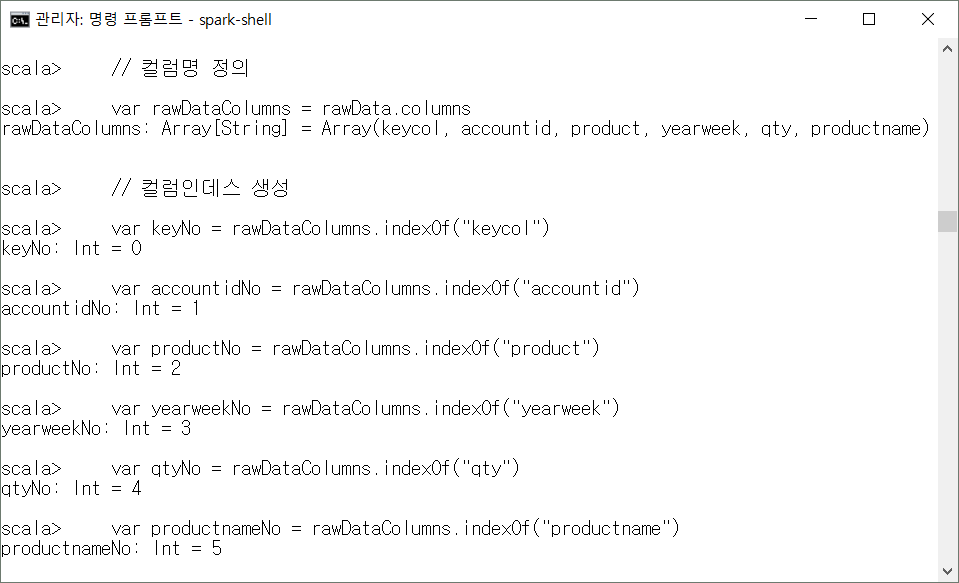 관리자: 명령 프롬프트 - spark-shell
scala>     // 컬럼명 정의
scala>     var rawDataColumns = rawData.columns
rawDataColumns: Array[String] = Array(keycol, accountid, product, yearweek, qty, productname)
scala>     // 컬럼인데스 생성
scala>     var keyNo = rawDataColumns.indexOf("keycol")
keyNo: Int = 0
scala>     var accountidNo = rawDataColumns.indexOf("accountid")
accountidNo: Int = 1
scala>     var productNo = rawDataColumns.indexOf("product")
productNo: Int = 2
scala>     var yearweekNo = rawDataColumns.indexOf("yearweek")
yearweekNo: Int = 3
scala>     var qtyNo = rawDataColumns.indexOf("qty")
qtyNo: Int = 4
scala>     var productnameNo = rawDataColumns.indexOf("productname")
productnameNo: Int = 5